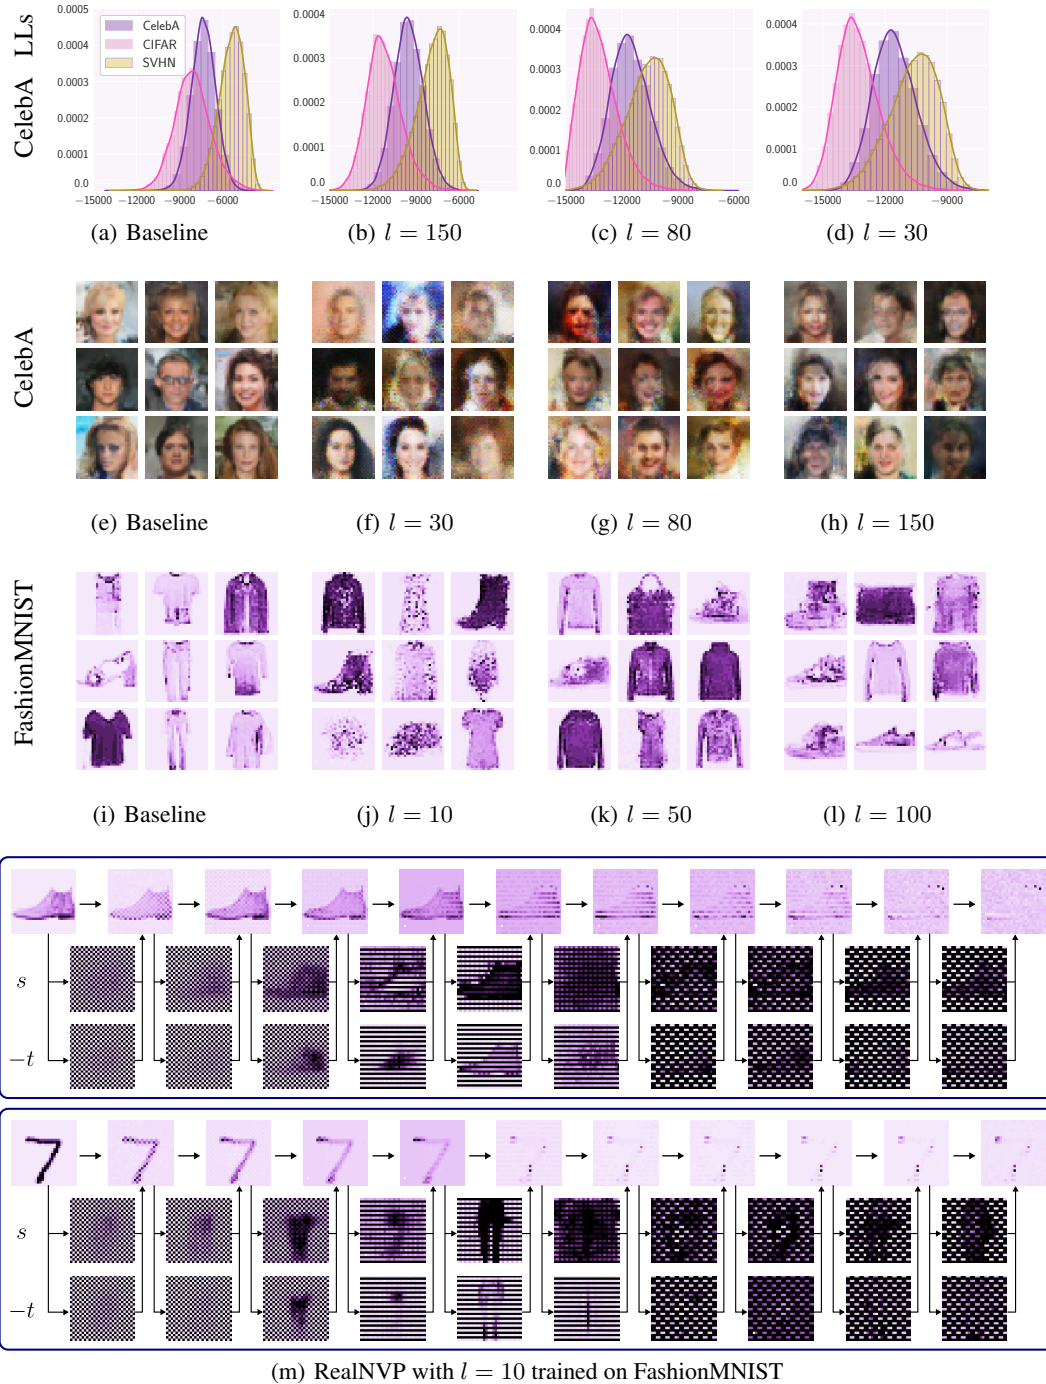 CelebA LLs
0.0005
0.0004
0.0003
0.0002
0.0001
0.0
−15000 −12000 −9000 −6000
CelebA
CIFAR
SVHN
0.0004
0.0003
0.0002
0.0001
0.0
−15000 −12000 −9000 −6000
0.0004
0.0003
0.0002
0.0001
0.0
−15000 −12000 −9000 −6000
0.0004
0.0003
0.0002
0.0001
0.0
−15000 −12000 −9000
(a) Baseline
(b) l = 150
(c) l = 80
(d) l = 30
CelebA
(e) Baseline
(f) l = 30
(g) l = 80
(h) l = 150
FashionMNIST
(i) Baseline
(j) l = 10
(k) l = 50
(l) l = 100
s
−t
7
s
−t
(m) RealNVP with l = 10 trained on FashionMNIST